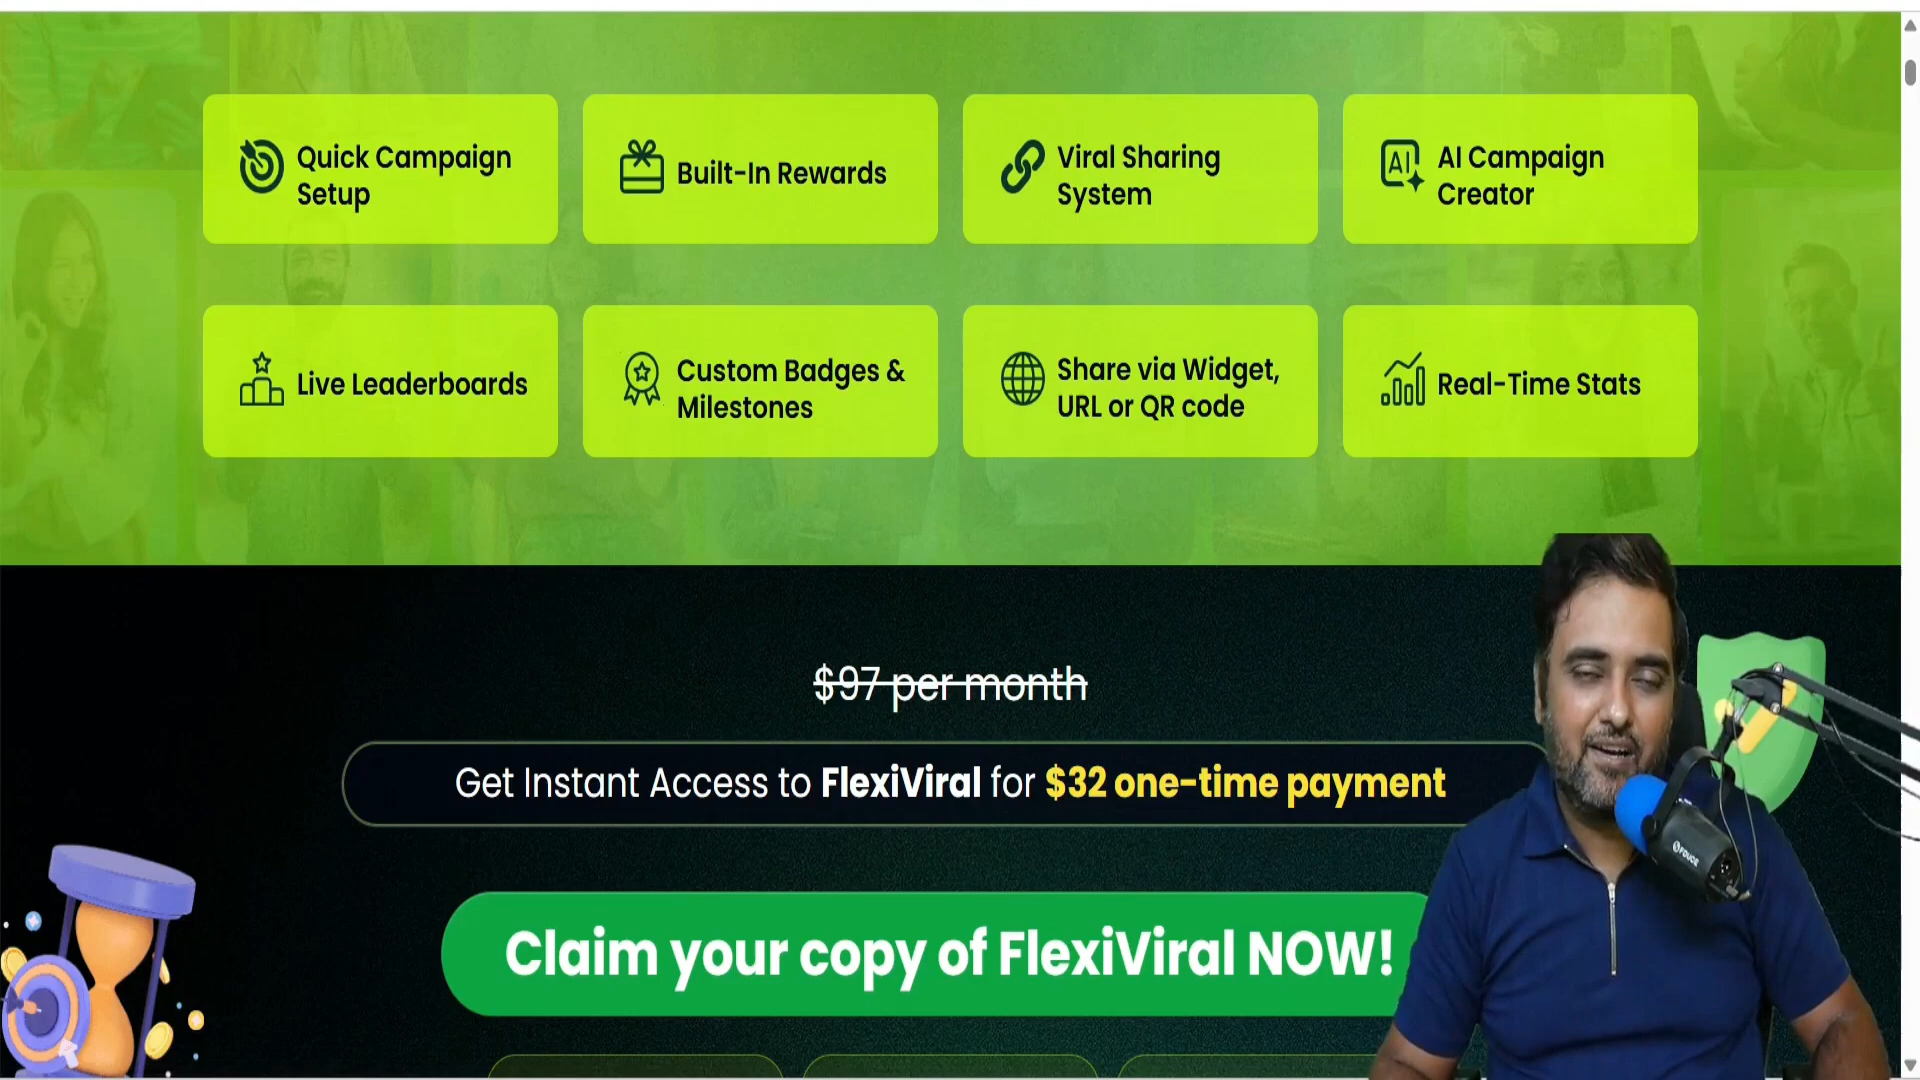 Quick Campaign
Setup
Built-In Rewards
Viral Sharing
System
AI
AI Campaign
Creator
Live Leaderboards
Custom Badges &
Milestones
Share via Widget,
URL or QR code
Real-Time Stats
$97 per month
Get Instant Access to FlexiViral for $32 one-time payment
Claim your copy of FlexiViral NOW!
FDUCE